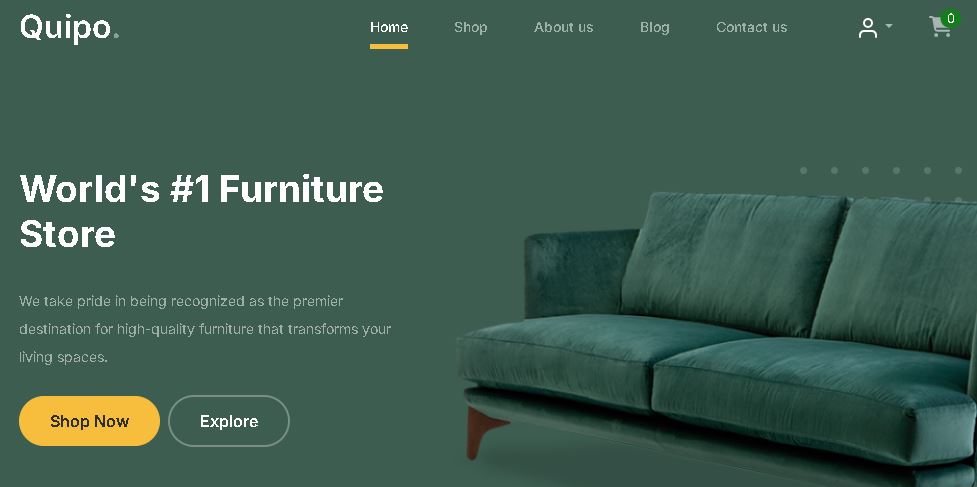 Quipo.
Home Shop About us Blog Contact us 0
World's #1 Furniture
Store
We take pride in being recognized as the premier
destination for high-quality furniture that transforms your
living spaces.
Shop Now Explore